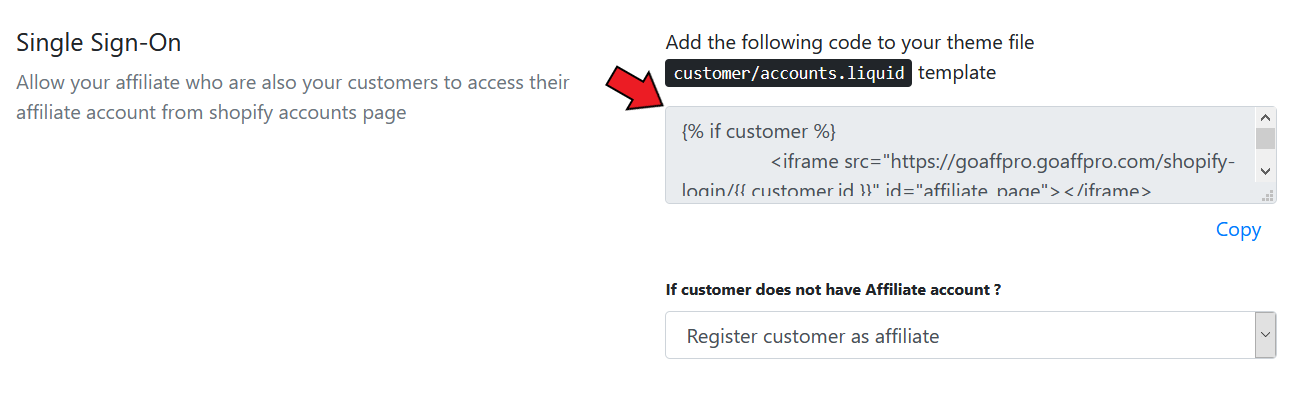 Single Sign-On
Allow your affiliate who are also your customers to access their
affiliate account from shopify accounts page
Add the following code to your theme file
customer/accounts.liquid template
{% if customer %}
<iframe src="https://goaffpro.goaffpro.com/shopify-
login/{{ customer.id }}" id="affiliate_page"></iframe>
Copy
If customer does not have Affiliate account ?
Register customer as affiliate